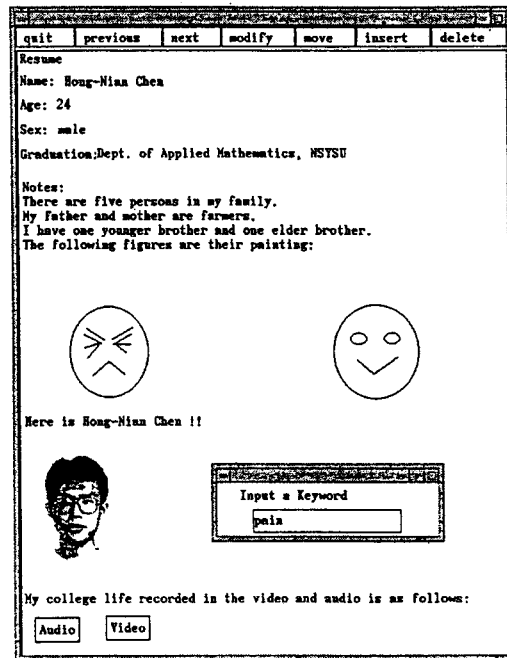 quit previous next modify move insert delete
Resume
Name: Hong-Nian Chen
Age: 24
Sex: male
Graduation:Dept. of Applied Mathematics, NSYSU
Notes:
There are five persons in my family.
My Father and mother are farmers.
I have one younger brother and one elder brother.
The following figures are their painting:
Here is Hong-Nian Chen !!
Input a Keyword
pain
My college life recorded in the video and audio is as follows:
Audio Video